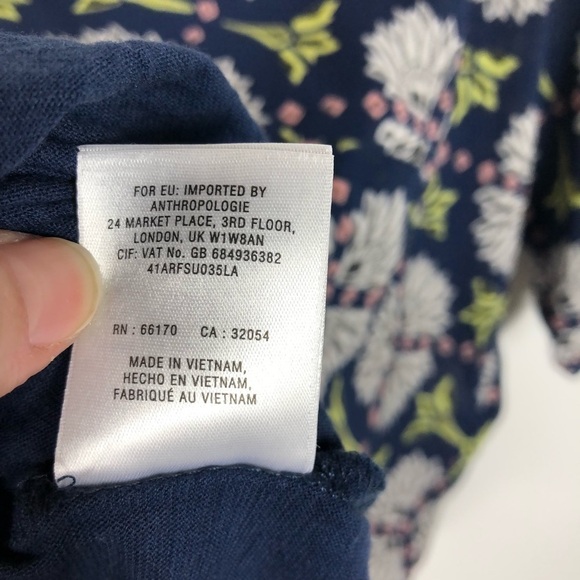 FOR EU: IMPORTED BY
ANTHROPOLOGIE
24 MARKET PLACE, 3RD FLOOR,
LONDON, UK W1W8AN
CIF: VAT No. GB 684936382
41ARFSU035LA
RN : 66170 CA : 32054
MADE IN VIETNAM,
HECHO EN VIETNAM,
FABRIQUÉ AU VIETNAM,